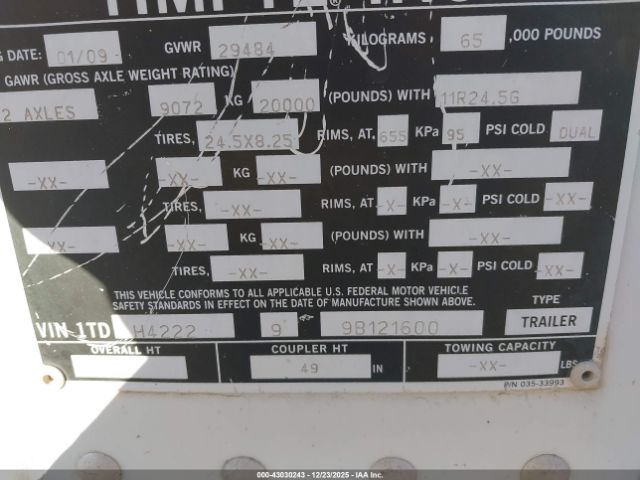 TIMPTE® INC
G DATE: 01/09 GVWR 29484 KILOGRAMS 65 ,000 POUNDS
GAWR (GROSS AXLE WEIGHT RATING)
2 AXLES 9072 KG 20000 (POUNDS) WITH 11R24.5G
TIRES, 24.5X8.25 RIMS, AT. 655 KPa 95 PSI COLD DUAL
-XX- -XX- KG -XX- (POUNDS) WITH -XX-
TIRES, -XX- RIMS, AT -X- KPa -X- PSI COLD -XX-
-XX- -XX- KG -XX- (POUNDS) WITH -XX-
TIRES, -XX- RIMS, AT -X- KPa -X- PSI COLD -XX-
THIS VEHICLE CONFORMS TO ALL APPLICABLE U.S. FEDERAL MOTOR VEHICLE
SAFETY STANDARDS IN EFFECT ON THE DATE OF MANUFACTURE SHOWN ABOVE.
TYPE
VIN 1TD H4222 9 9B121600 TRAILER
OVERALL HT COUPLER HT TOWING CAPACITY
49 IN -XX- LBS
P/N 035-33993
© 00-43030243 - 12/23/2025 - IAAI.COM ©